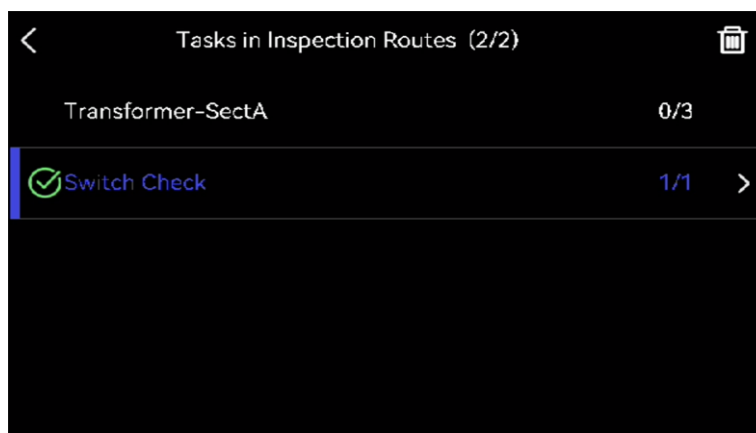 Tasks in Inspection Routes (2/2)
Transformer-SectA 0/3
Switch Check 1/1